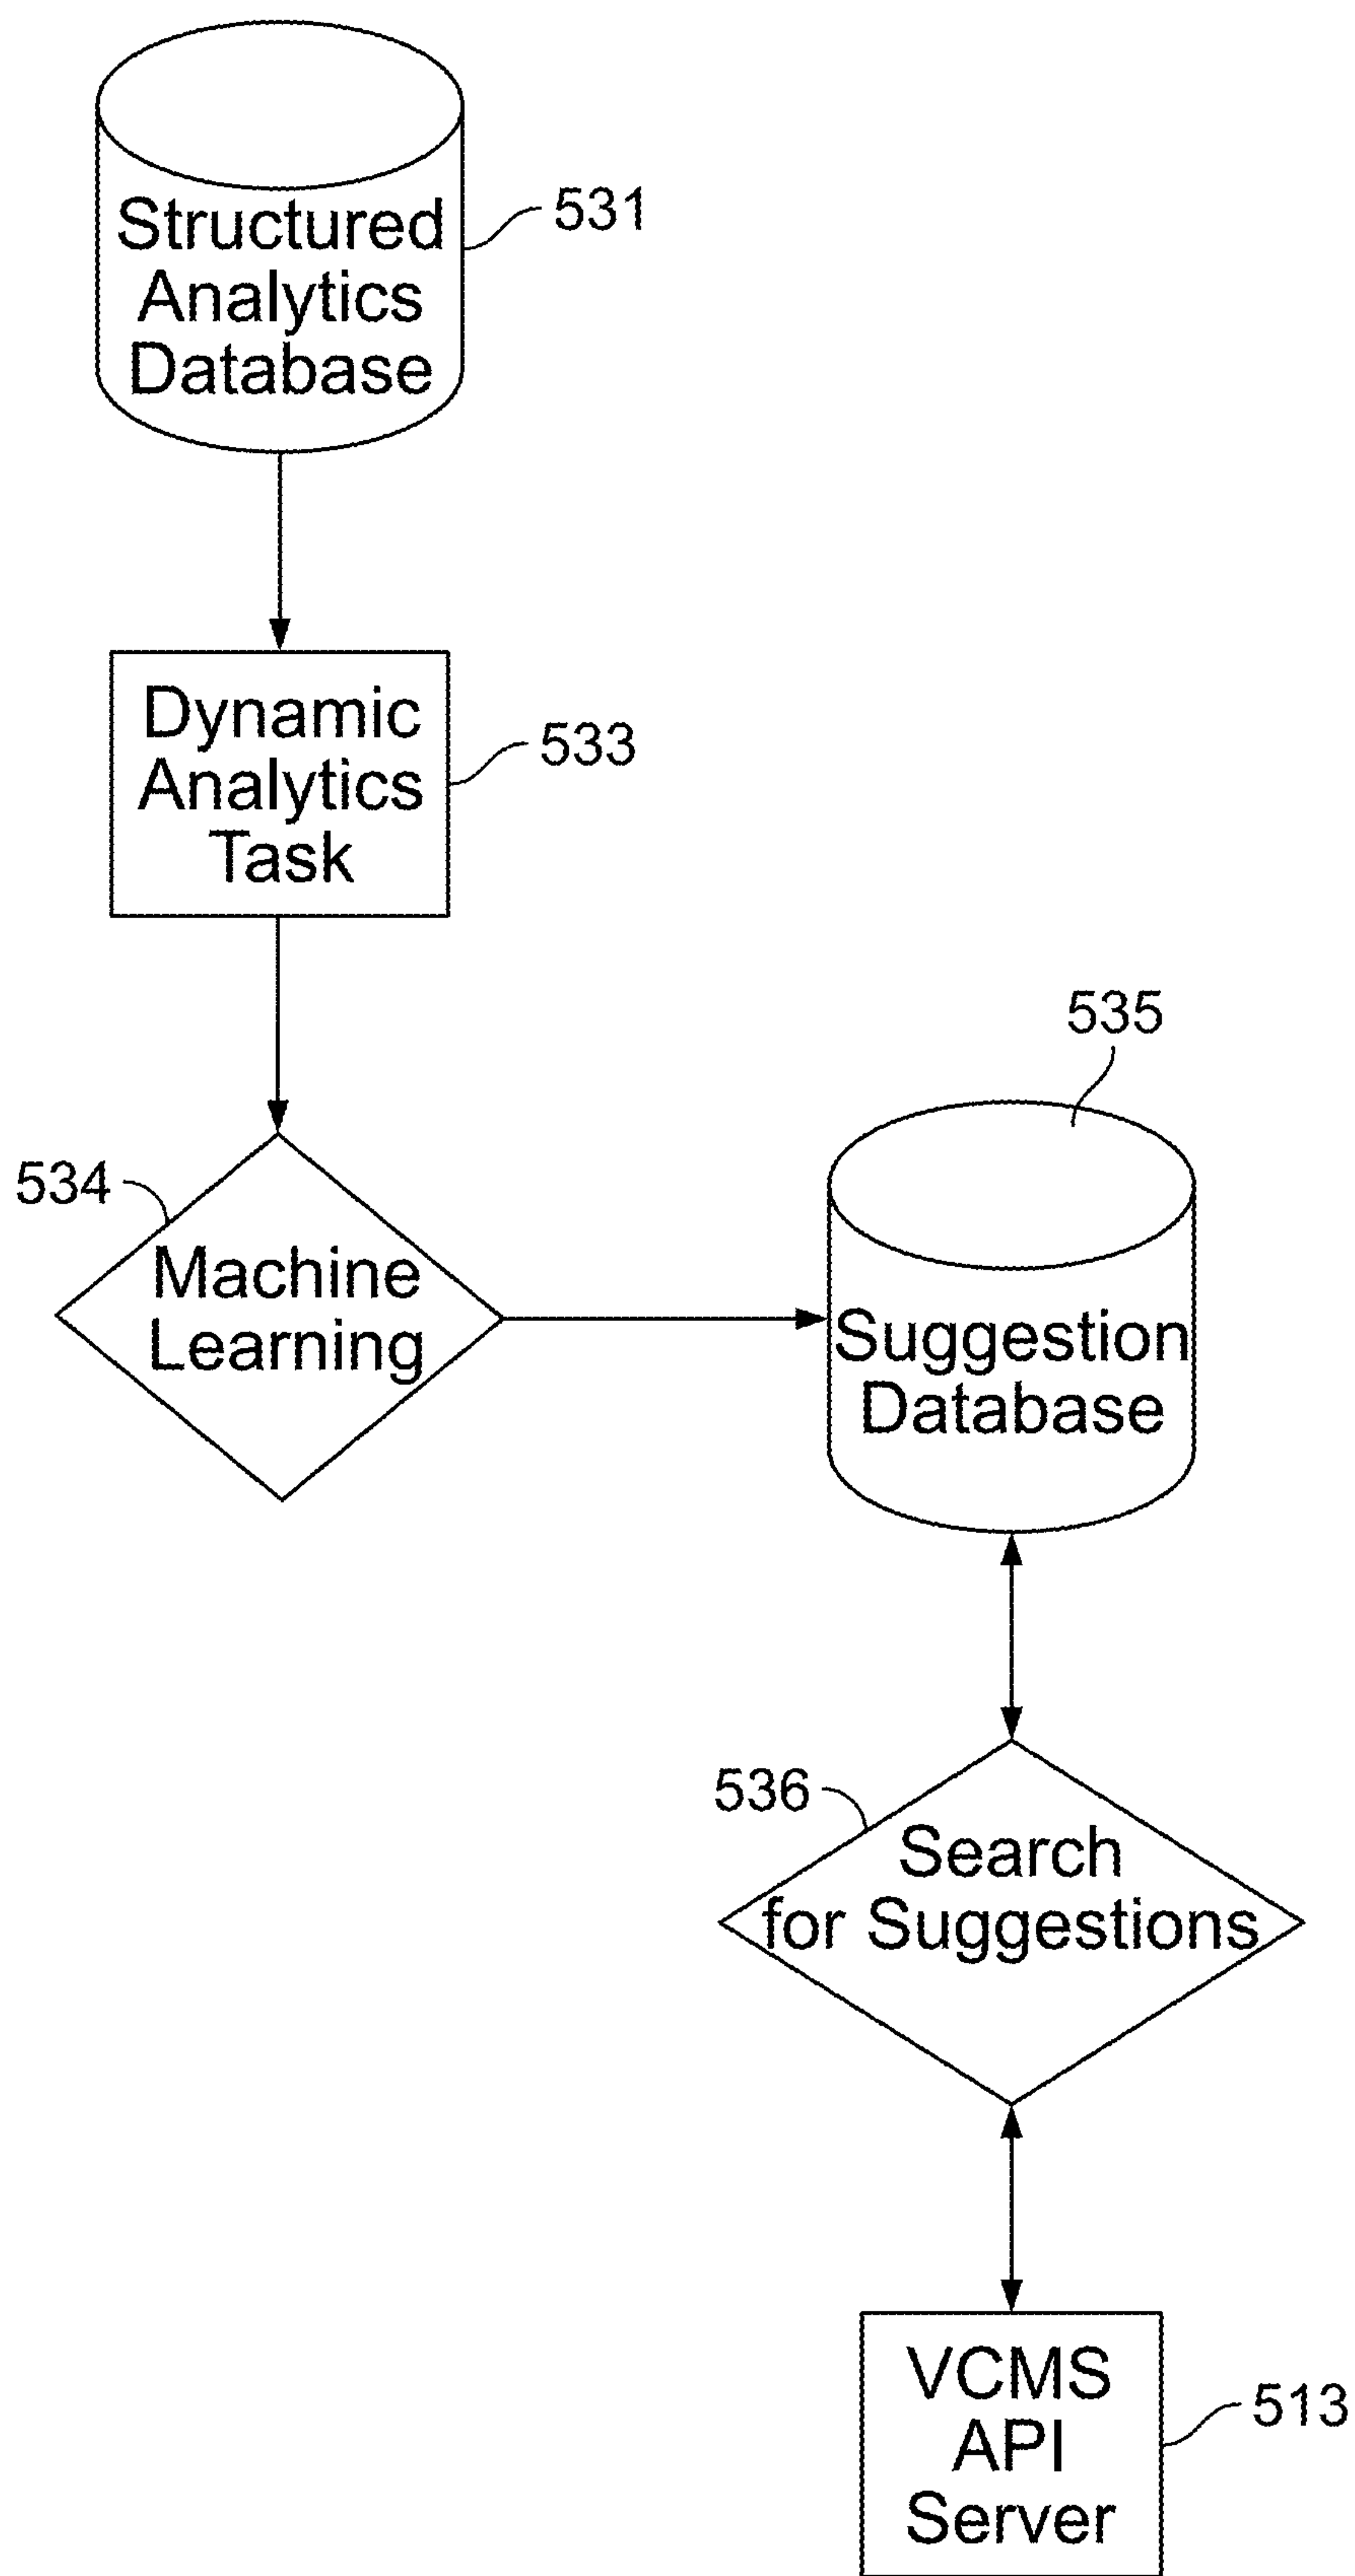 Structured
Analytics
Database
531
Dynamic
Analytics
Task
533
534
Machine
Learning
535
Suggestion
Database
536
Search
for Suggestions
VCMS
API
Server
513